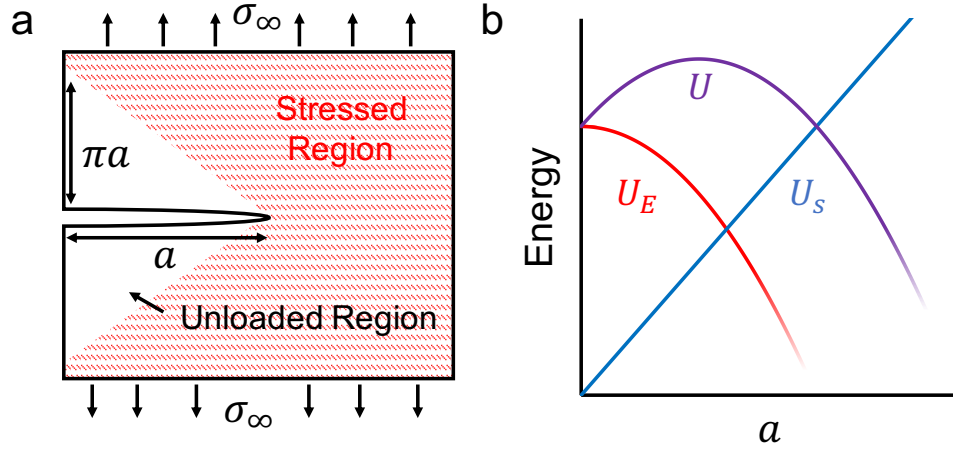 a
σ∞
Stressed
Region
πa
a
Unloaded Region
σ∞
b
U
U_E
U_s
Energy
a